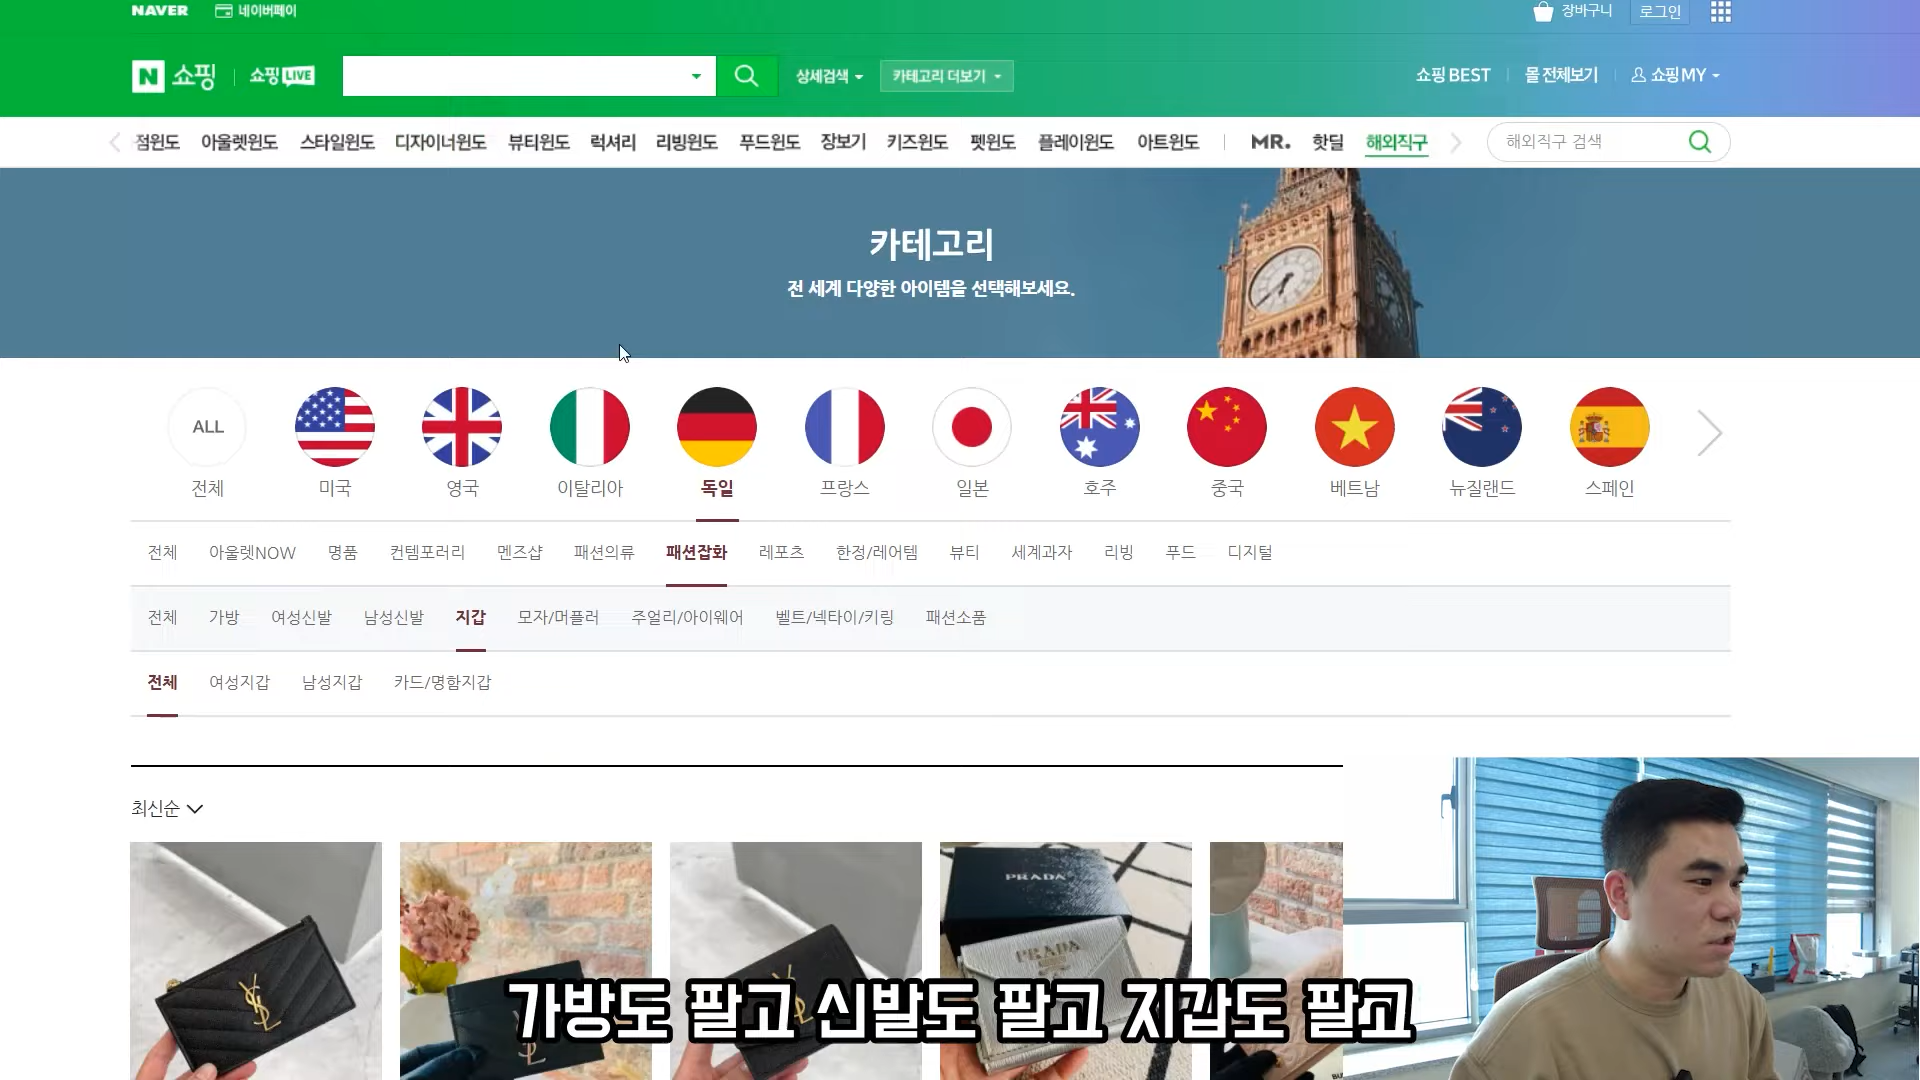 NAVER 네이버페이 장바구니 로그인
N 쇼핑 쇼핑 LIVE 상세검색 카테고리 더보기 쇼핑 BEST 몰 전체보기 쇼핑 MY
점윈도 아울렛윈도 스타일윈도 디자이너윈도 뷰티윈도 럭셔리 리빙윈도 푸드윈도 장보기 키즈윈도 펫윈도 플레이윈도 아트윈도 MR. 핫딜 해외직구 해외직구 검색
카테고리
전 세계 다양한 아이템을 선택해보세요.
ALL
전체 미국 영국 이탈리아 독일 프랑스 일본 호주 중국 베트남 뉴질랜드 스페인
전체 아울렛NOW 명품 컨템포러리 멘즈샵 패션의류 패션잡화 레포츠 한정/레어템 뷰티 세계과자 리빙 푸드 디지털
전체 가방 여성신발 남성신발 지갑 모자/머플러 주얼리/아이웨어 벨트/넥타이/키링 패션소품
전체 여성지갑 남성지갑 카드/명함지갑
최신순
PRADA
PRADA
YSL
가방도 팔고 신발도 팔고 지갑도 팔고